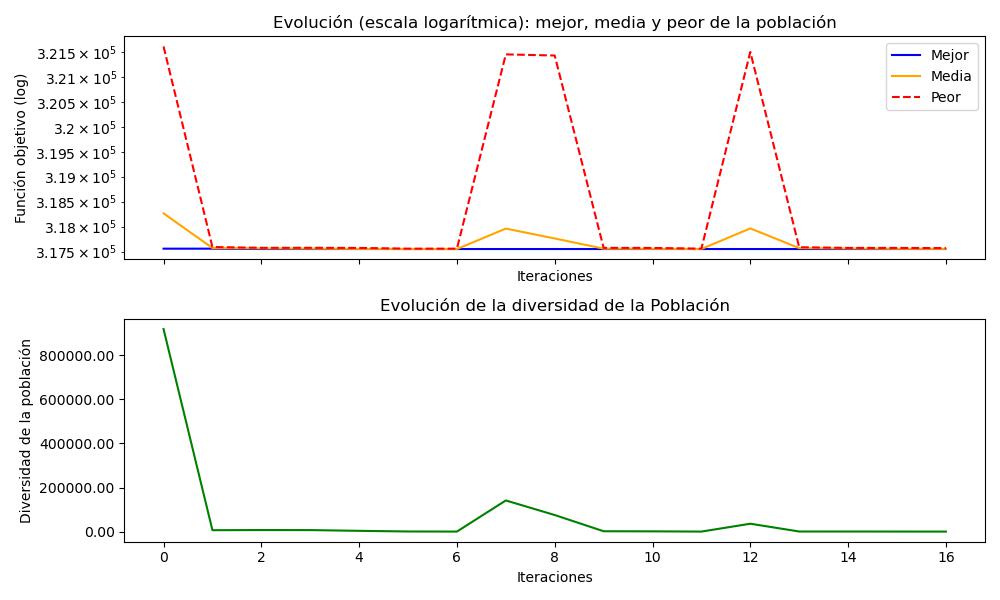 Evolución (escala logarítmica): mejor, media y peor de la población
Función objetivo (log)
3.215 × 10⁵
3.21 × 10⁵
3.205 × 10⁵
3.2 × 10⁵
3.195 × 10⁵
3.19 × 10⁵
3.185 × 10⁵
3.18 × 10⁵
3.175 × 10⁵
Mejor
Media
Peor
Iteraciones
Evolución de la diversidad de la Población
Diversidad de la población
800000.00
600000.00
400000.00
200000.00
0.00
0 2 4 6 8 10 12 14 16
Iteraciones